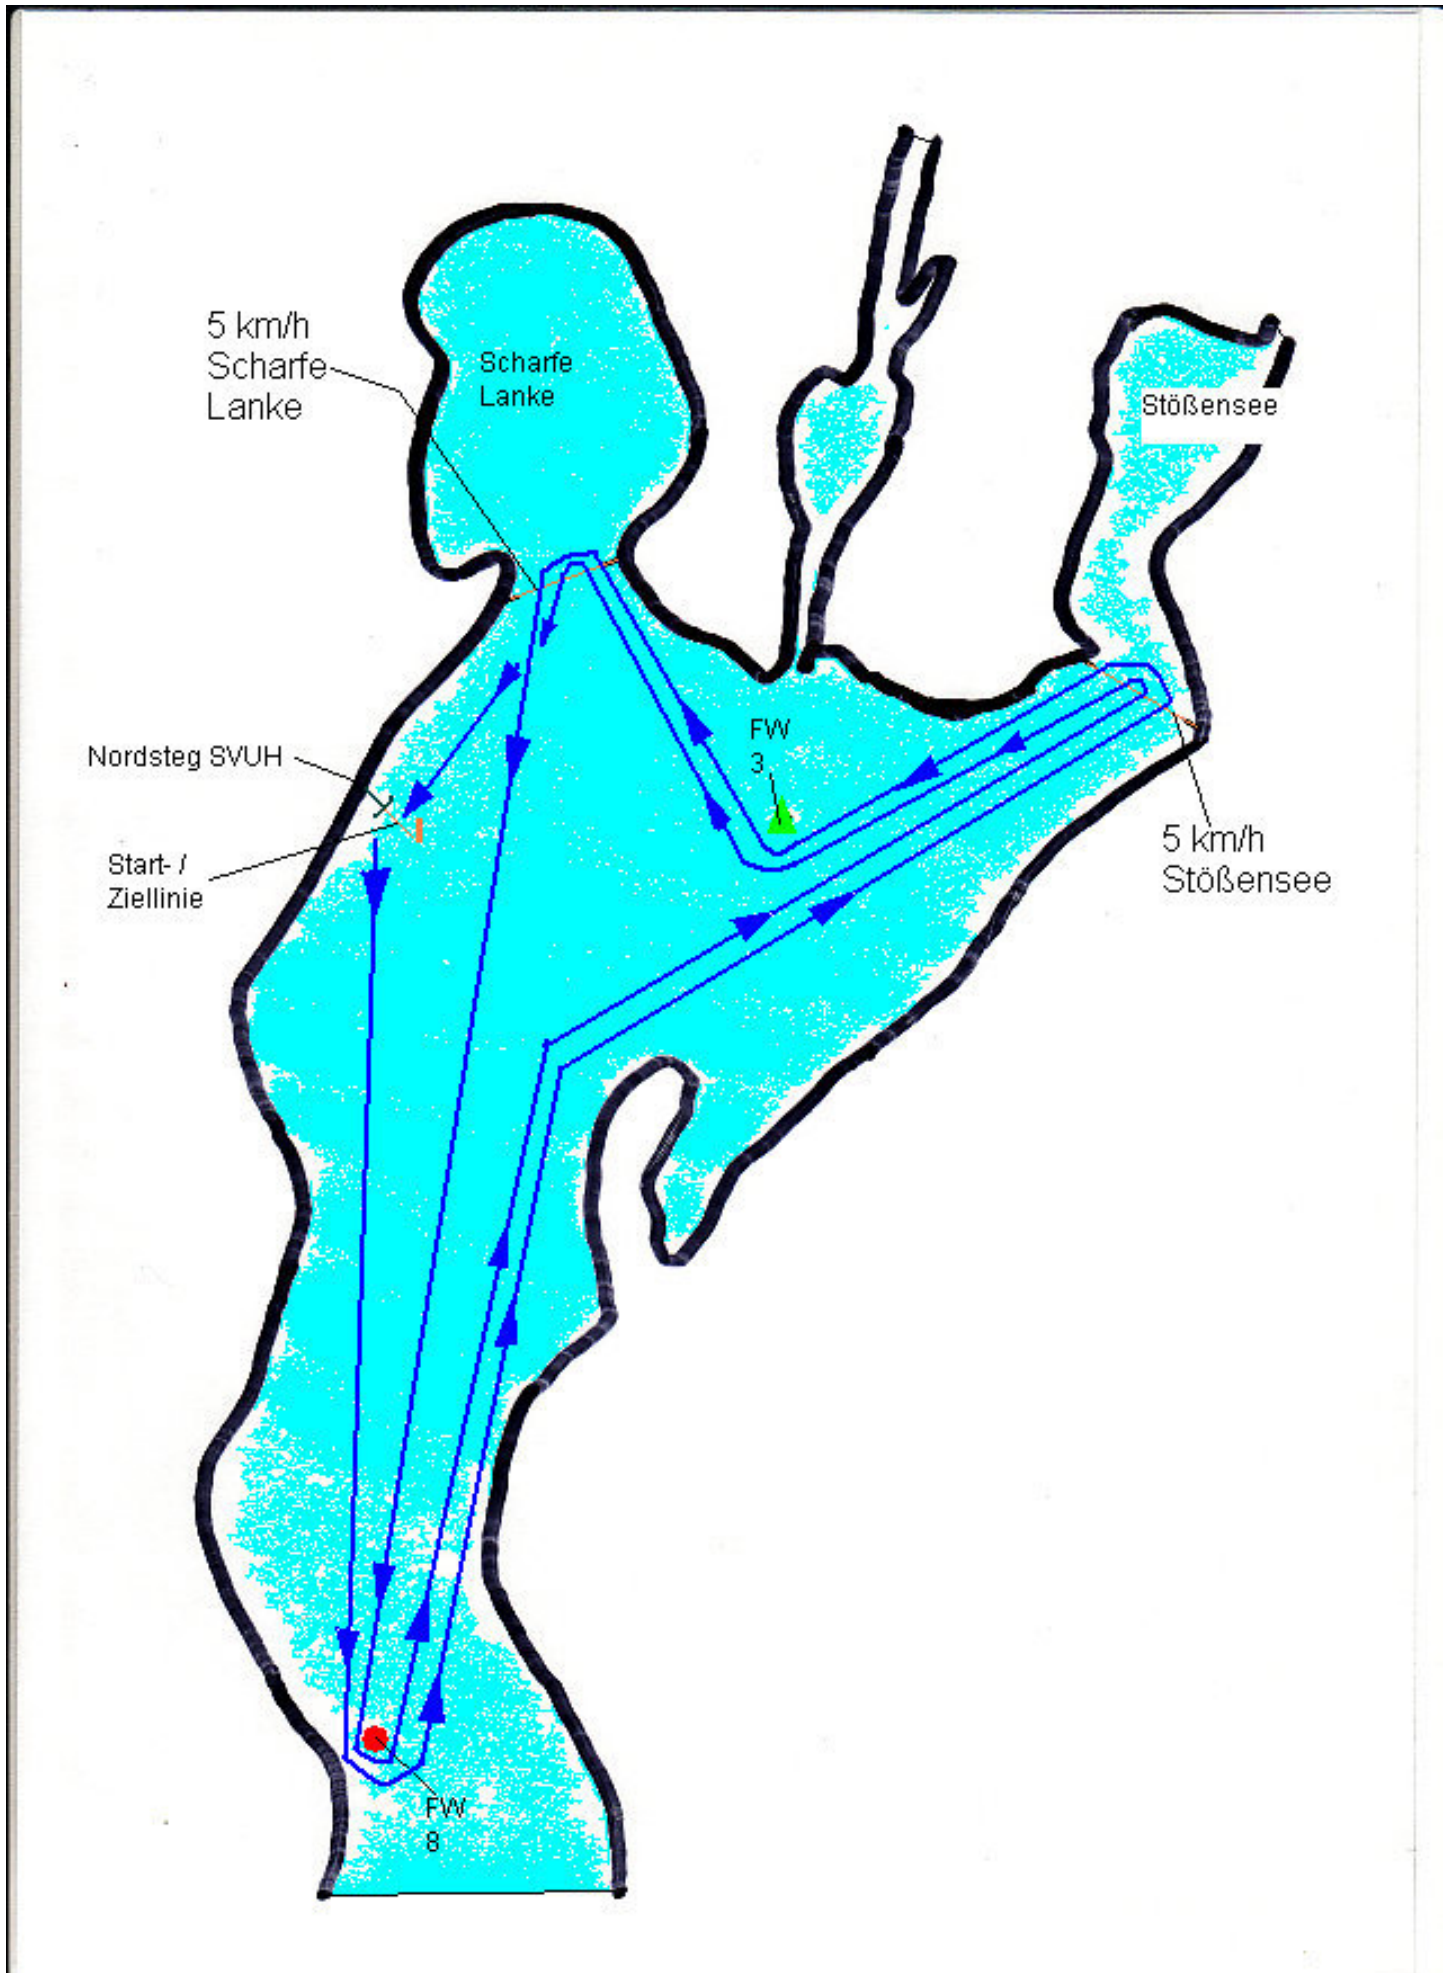 5 km/h
Scharfe
Lanke
Scharfe
Lanke
Stößensee
Nordsteg SVUH
FW
3
Start- /
Ziellinie
5 km/h
Stößensee
FW
8